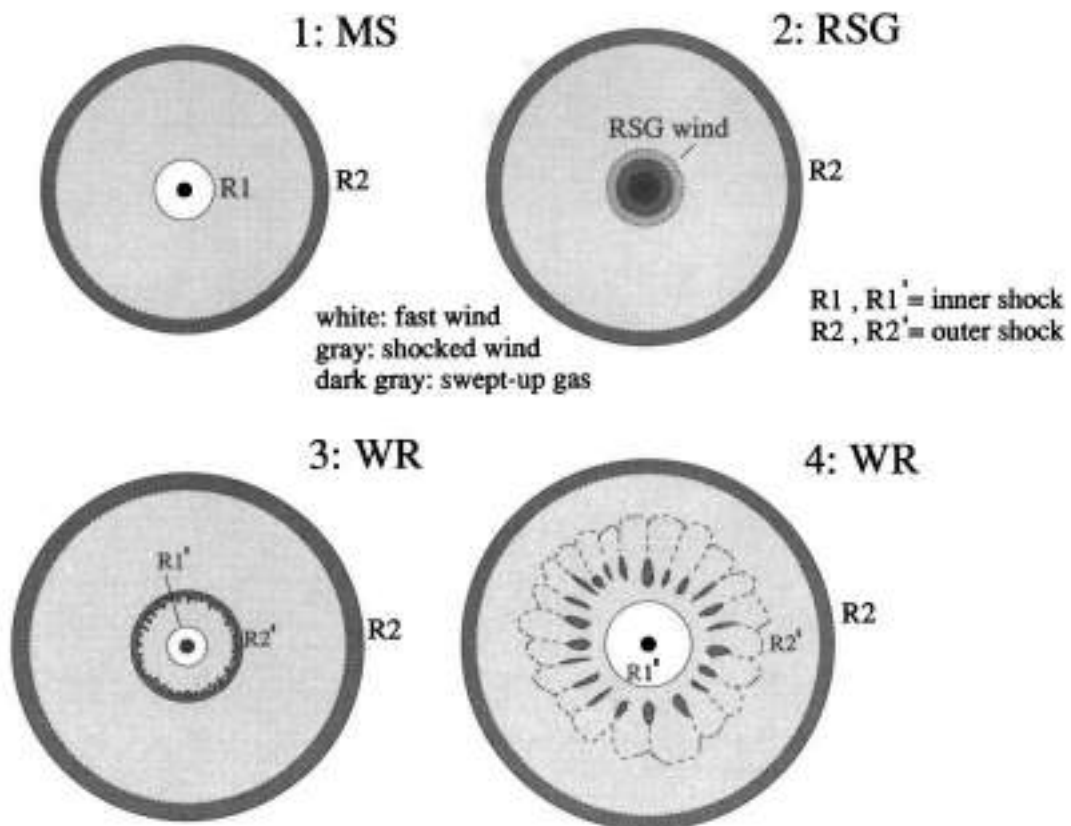 1: MS
2: RSG
RSG wind
R1
R2
R2
white: fast wind
gray: shocked wind
dark gray: swept-up gas
R1 , R1'= inner shock
R2 , R2'= outer shock
3: WR
4: WR
R1'
R2'
R2
R1'
R2'
R2